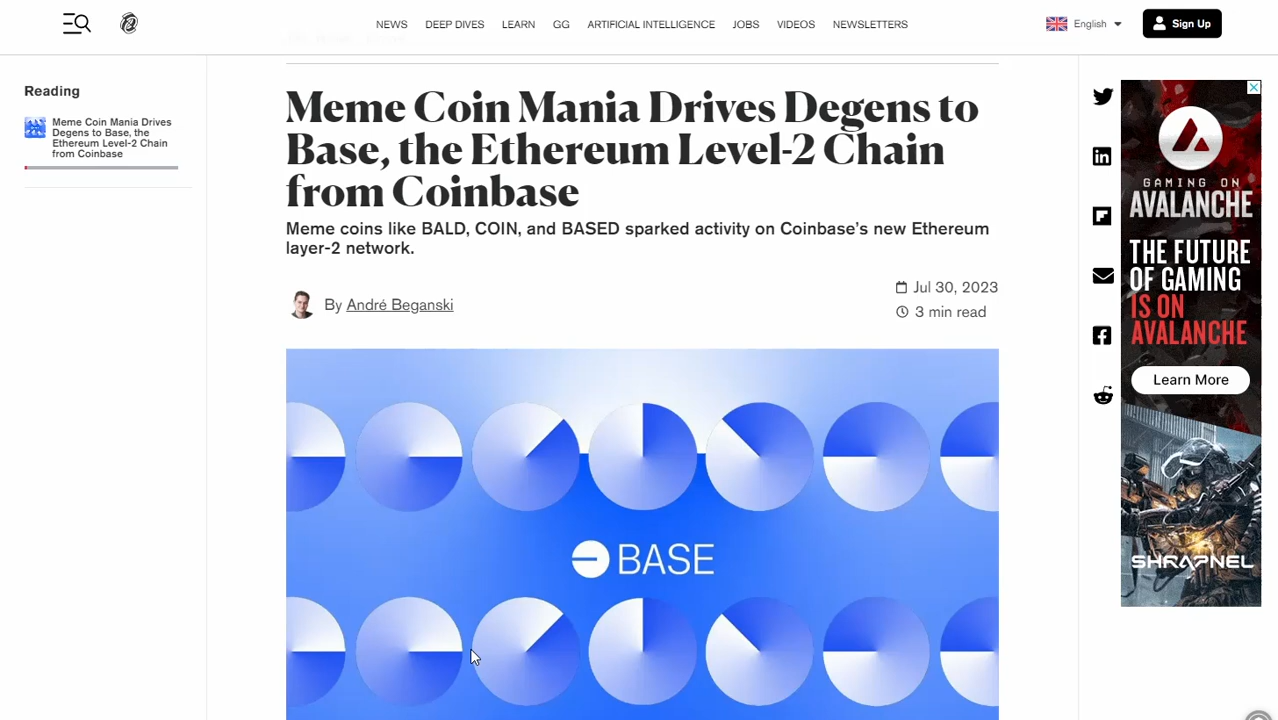 NEWS DEEP DIVES LEARN GG ARTIFICIAL INTELLIGENCE JOBS VIDEOS NEWSLETTERS
English
Sign Up
Reading
Meme Coin Mania Drives
Degens to Base, the
Ethereum Level-2 Chain
from Coinbase
Meme Coin Mania Drives Degens to
Base, the Ethereum Level-2 Chain
from Coinbase
Meme coins like BALD, COIN, and BASED sparked activity on Coinbase's new Ethereum
layer-2 network.
By André Beganski
Jul 30, 2023
3 min read
BASE
GAMING ON
AVALANCHE
THE FUTURE
OF GAMING
IS ON
AVALANCHE
Learn More
SHRAPNEL